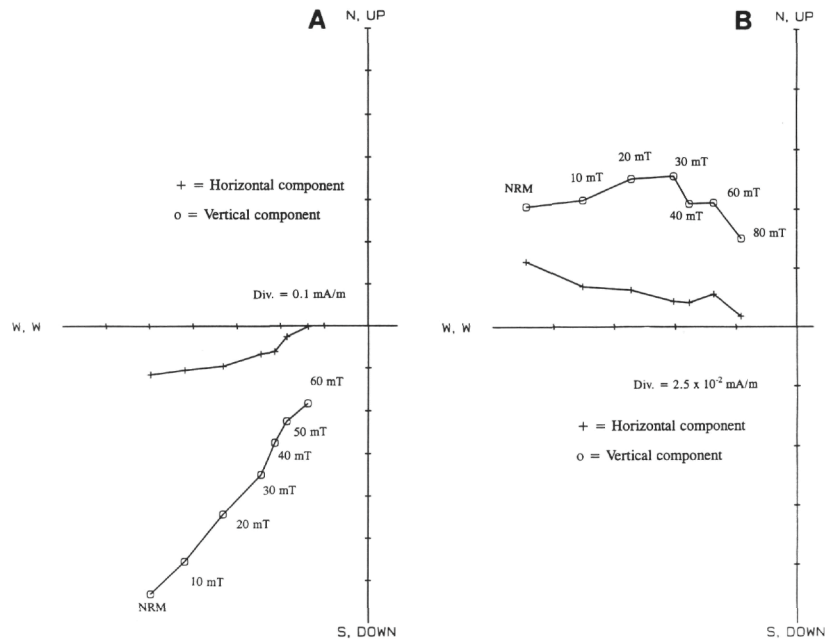 A
N, UP
+ = Horizontal component
o = Vertical component
Div. = 0.1 mA/m
W, W
60 mT
50 mT
40 mT
30 mT
20 mT
10 mT
NRM
S, DOWN
B
N, UP
NRM
10 mT
20 mT
30 mT
40 mT
60 mT
80 mT
W, W
Div. = 2.5 x 10⁻² mA/m
+ = Horizontal component
o = Vertical component
S, DOWN